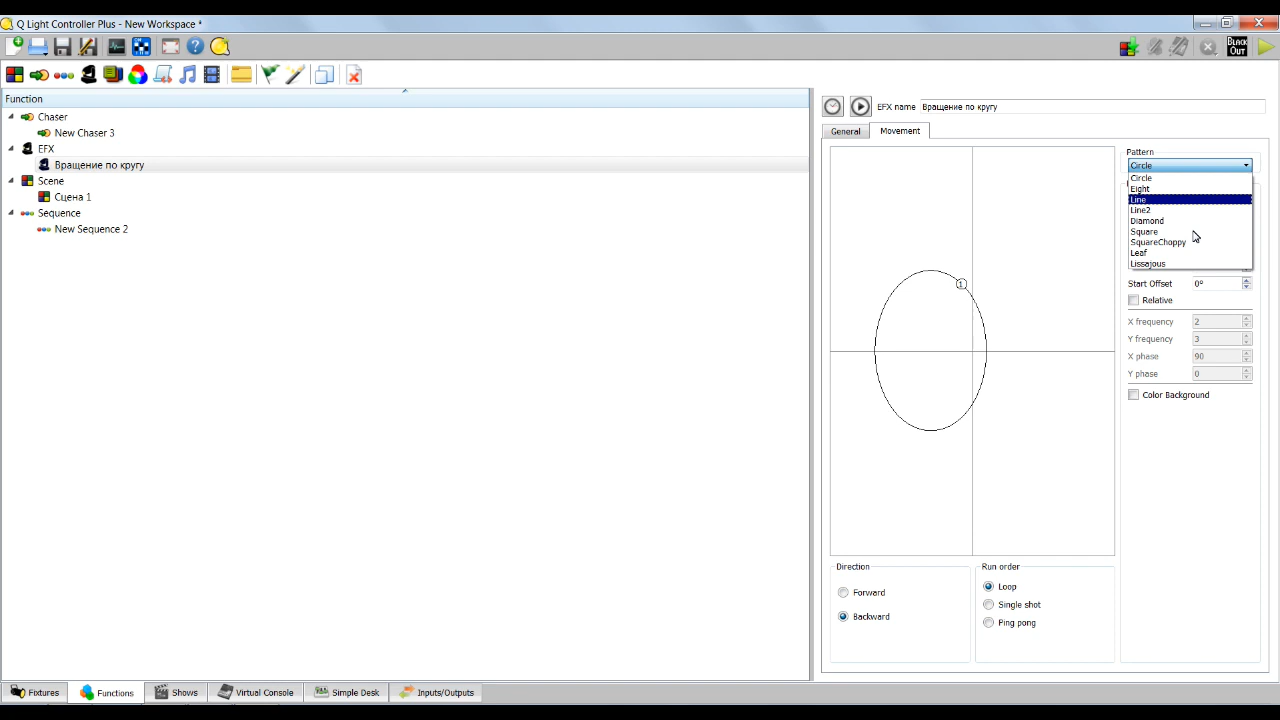 Q Light Controller Plus - New Workspace *
BLACK
OUT
Function
Chaser
New Chaser 3
EFX
Вращение по кругу
Scene
Сцена 1
Sequence
New Sequence 2
EFX name Вращение по кругу
General Movement
Pattern
Circle
Circle
Eight
Line
Line2
Diamond
Square
SquareChoppy
Leaf
Lissajous
Start Offset 0º
Relative
X frequency 2
Y frequency 3
X phase 90
Y phase 0
Color Background
1
Direction
Forward
Backward
Run order
Loop
Single shot
Ping pong
Fixtures Functions Shows Virtual Console Simple Desk Inputs/Outputs